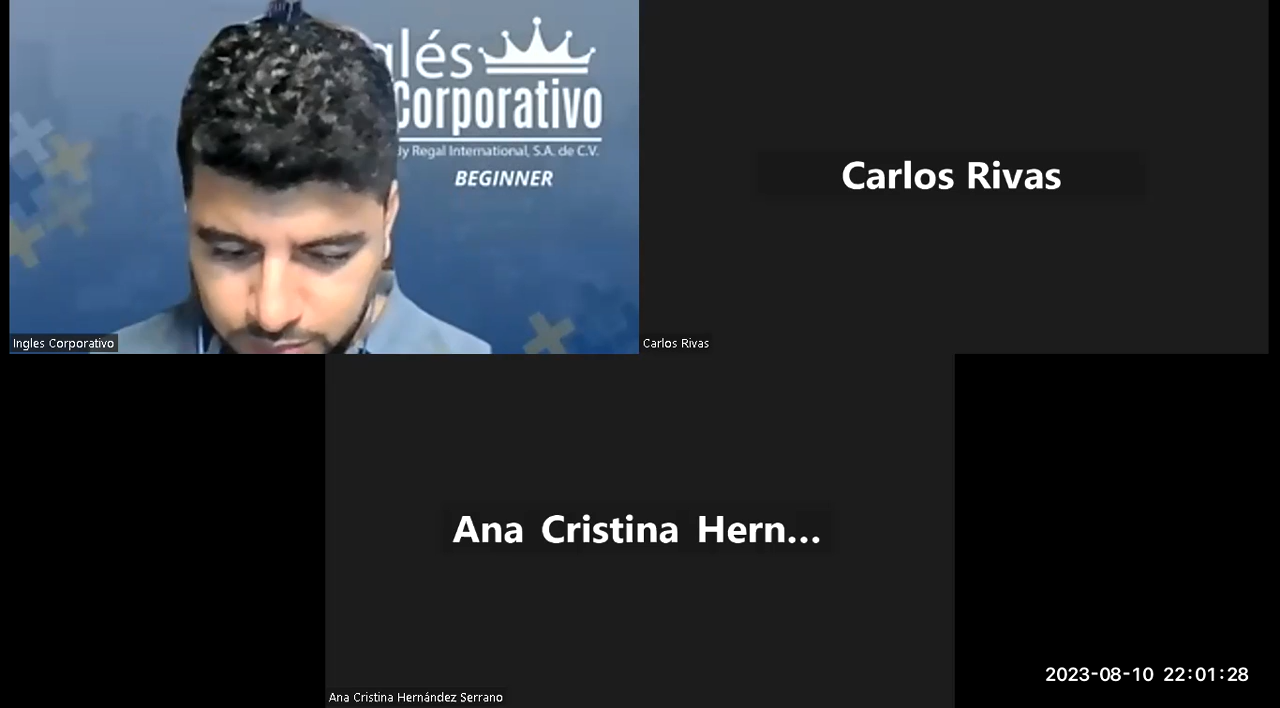 glés
Corporativo
dy Regal International, S.A. de C.V.
BEGINNER
Ingles Corporativo
Carlos Rivas
Carlos Rivas
Ana Cristina Hern...
Ana Cristina Hernández Serrano
2023-08-10 22:01:28